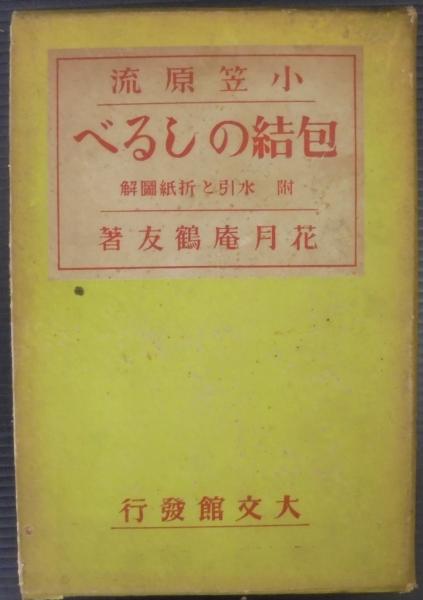 小笠原流
包結のしるべ
附 水引と折紙圖解
花月庵鶴友著
大文館發行